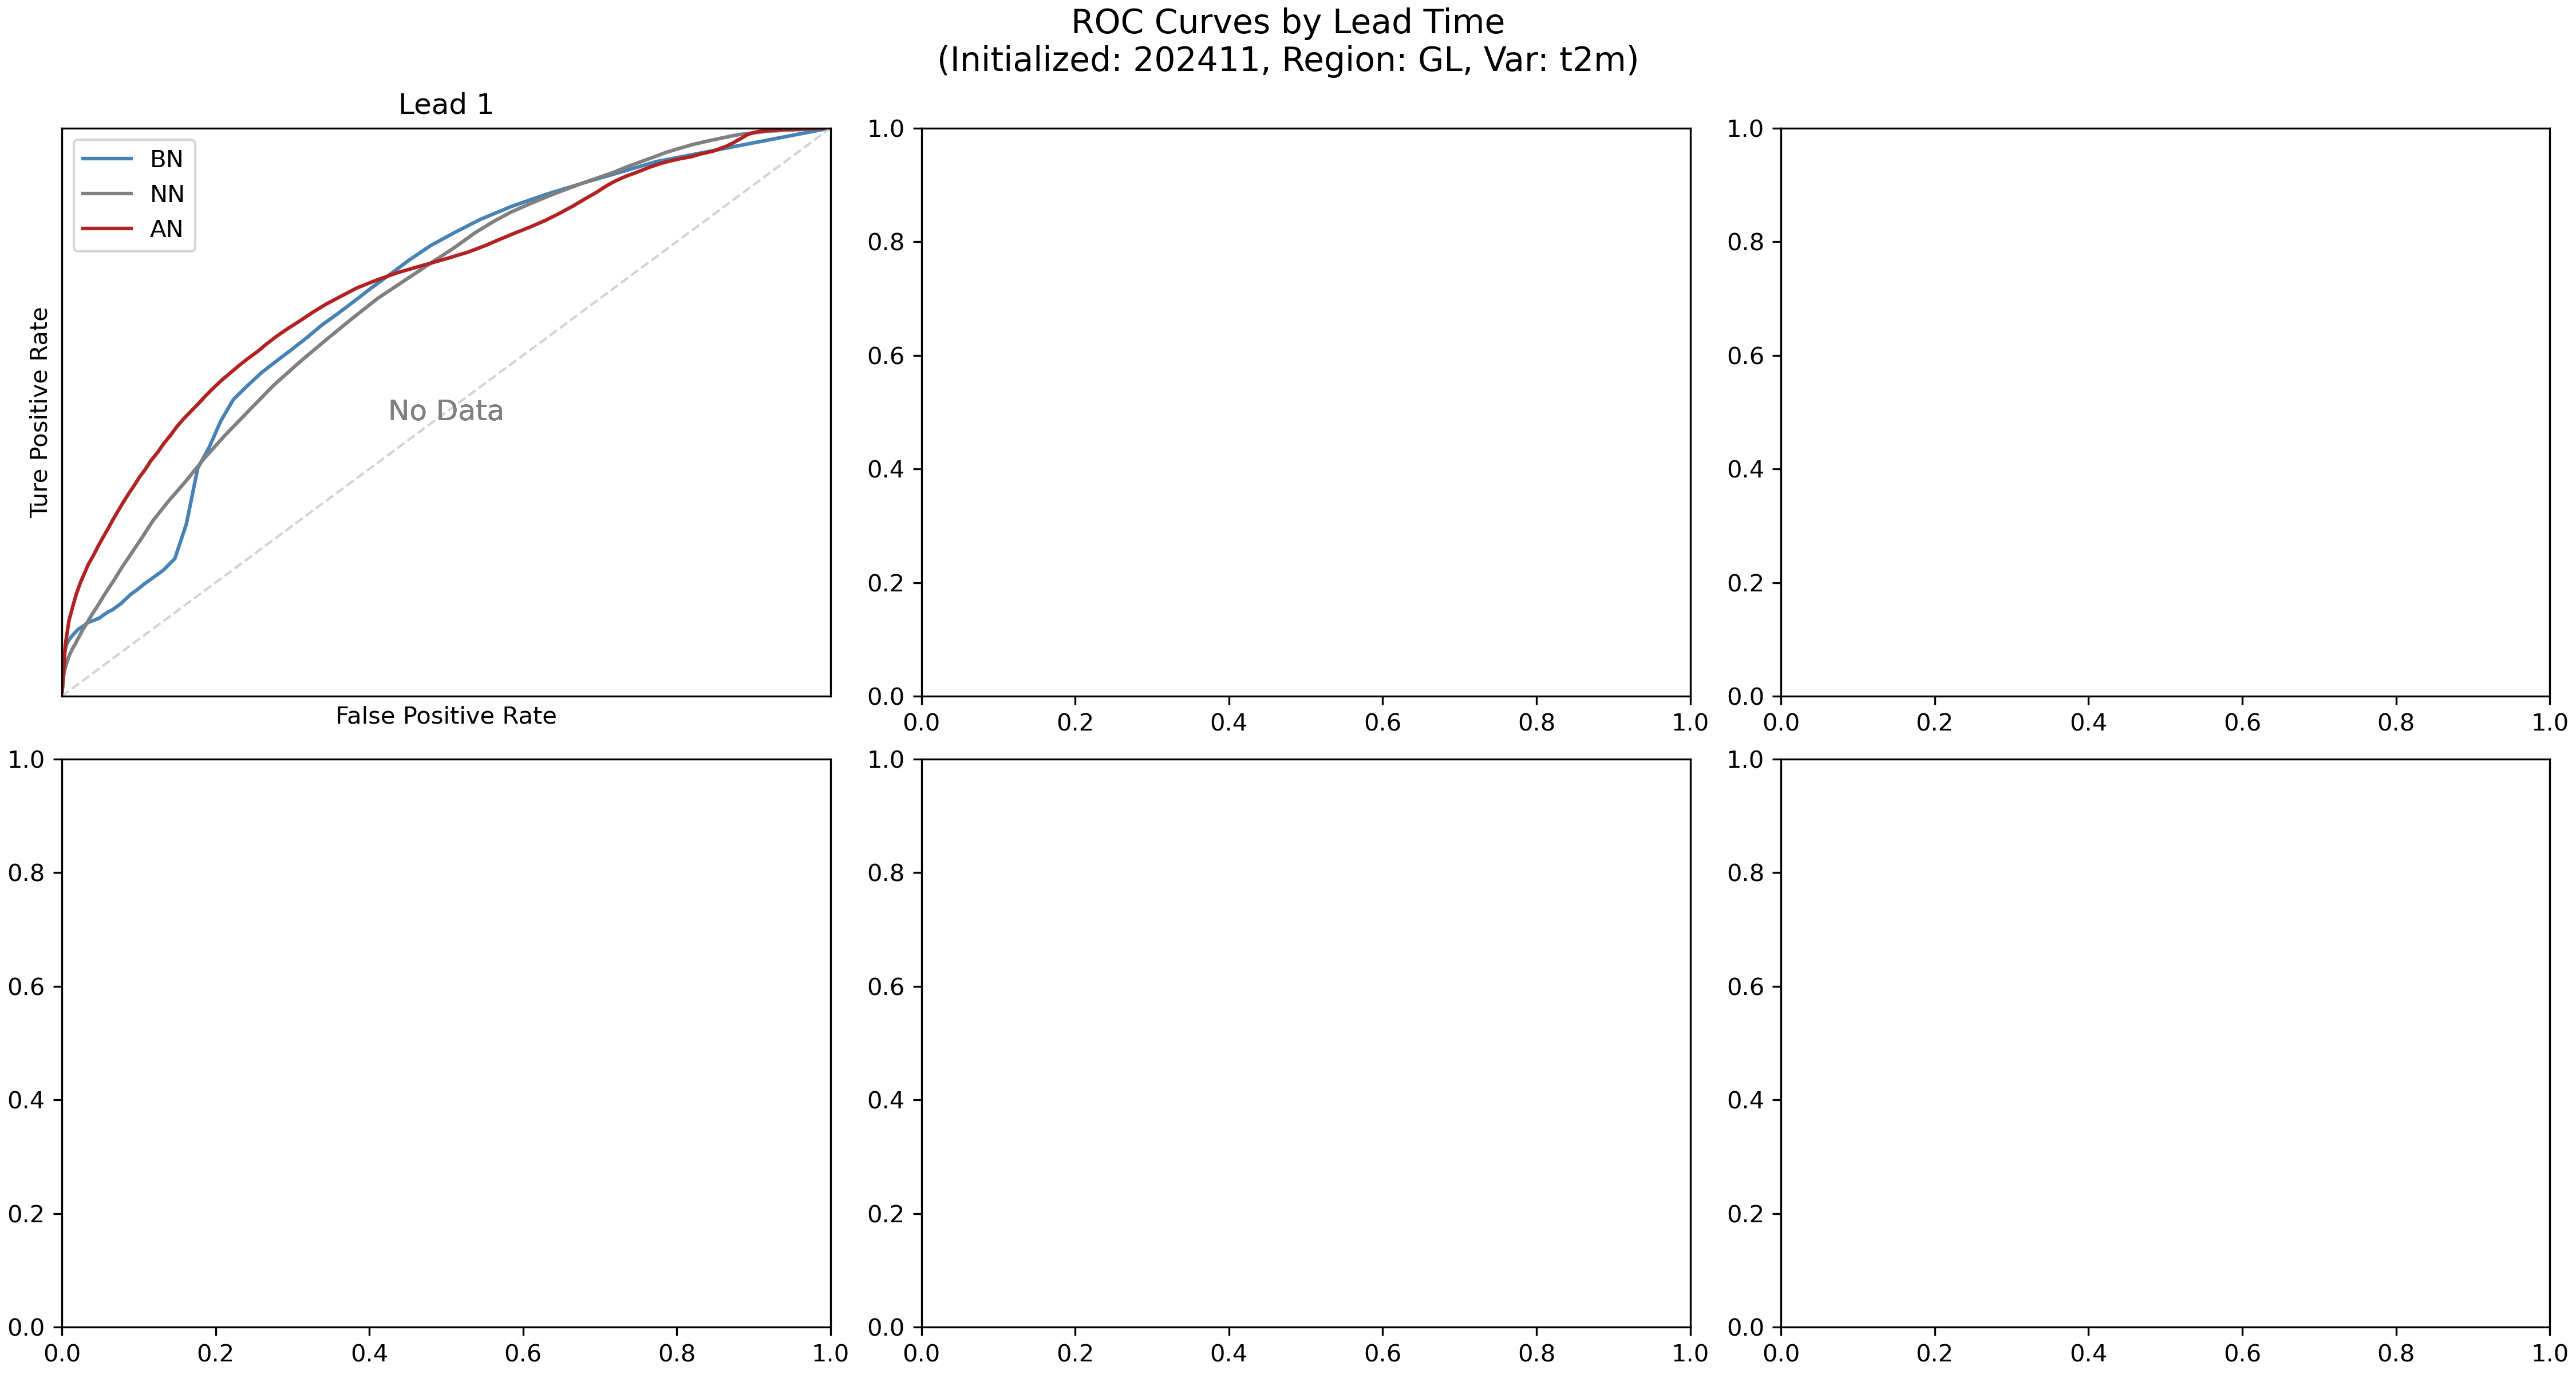 ROC Curves by Lead Time
(Initialized: 202411, Region: GL, Var: t2m)
Lead 1
BN
NN
AN
Ture Positive Rate
No Data
False Positive Rate
1.0
0.8
0.6
0.4
0.2
0.0
0.0 0.2 0.4 0.6 0.8 1.0
1.0
0.8
0.6
0.4
0.2
0.0
0.0 0.2 0.4 0.6 0.8 1.0
1.0
0.8
0.6
0.4
0.2
0.0
0.0 0.2 0.4 0.6 0.8 1.0
1.0
0.8
0.6
0.4
0.2
0.0
0.0 0.2 0.4 0.6 0.8 1.0
1.0
0.8
0.6
0.4
0.2
0.0
0.0 0.2 0.4 0.6 0.8 1.0